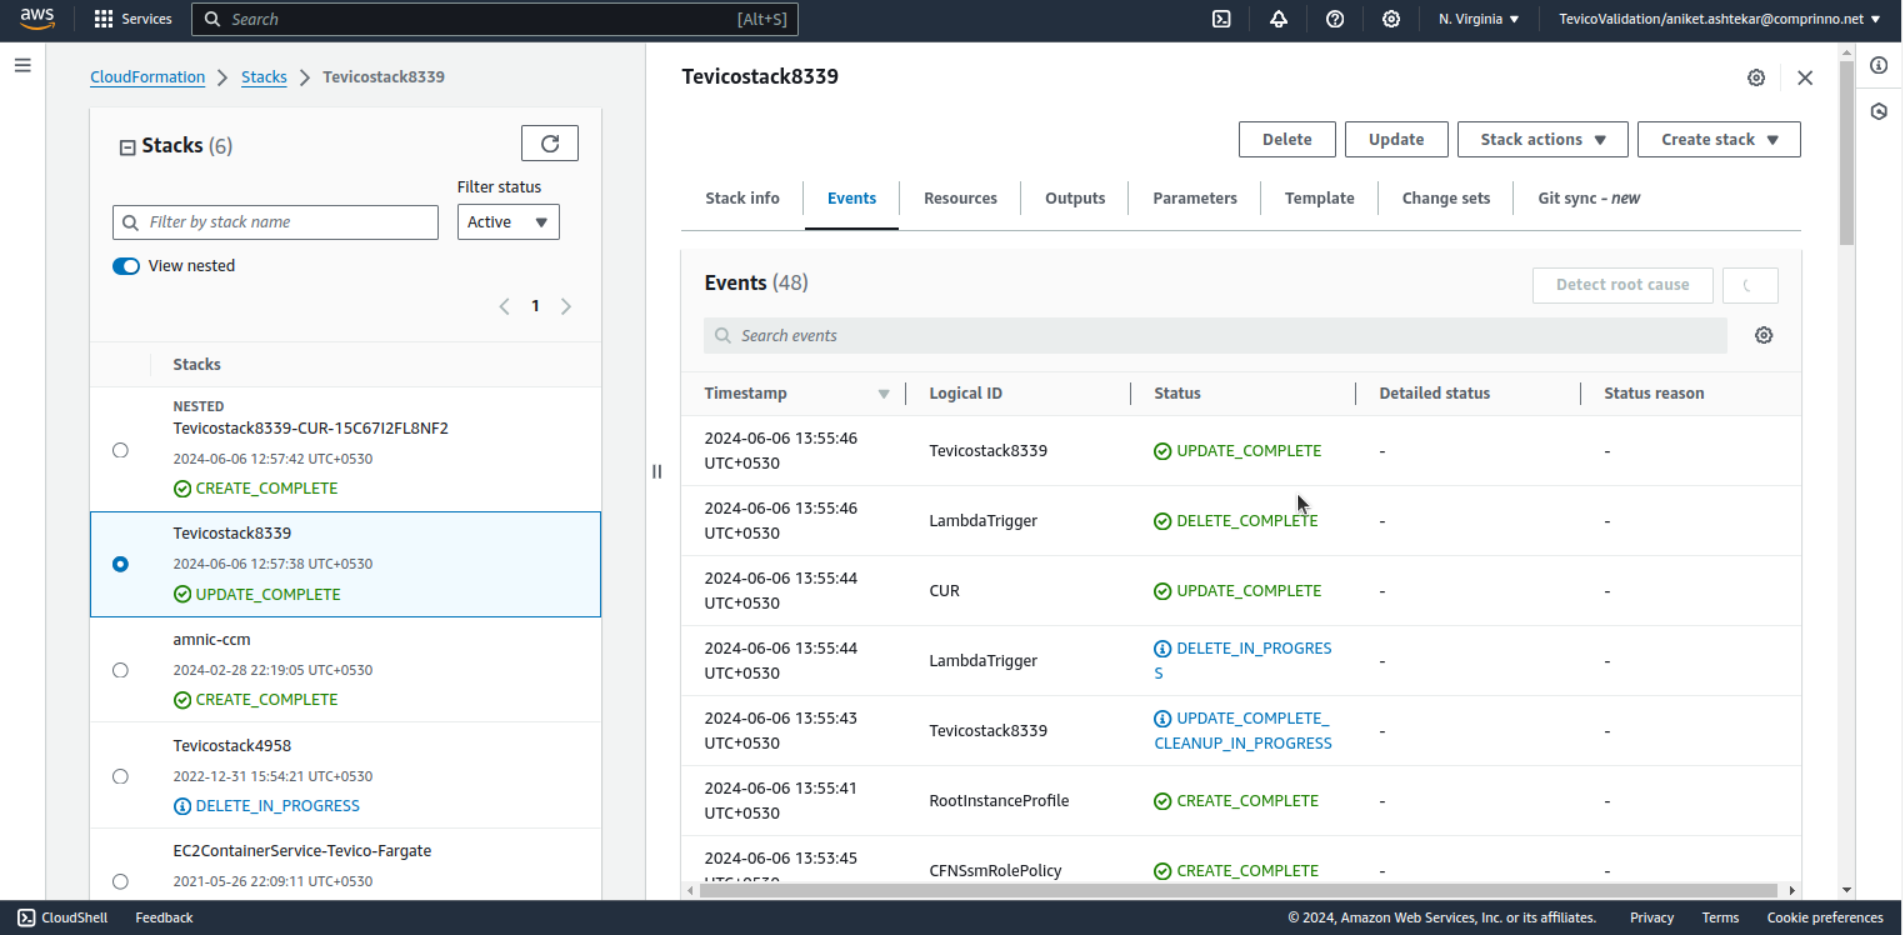 aws
Services
Search
[Alt+S]
N. Virginia
TevicoValidation/aniket.ashtekar@comprinno.net
CloudFormation
Stacks
Tevicostack8339
Stacks (6)
Filter status
Filter by stack name
Active
View nested
1
Stacks
NESTED
Tevicostack8339-CUR-15C67I2FL8NF2
2024-06-06 12:57:42 UTC+0530
CREATE_COMPLETE
Tevicostack8339
2024-06-06 12:57:38 UTC+0530
UPDATE_COMPLETE
amnic-ccm
2024-02-28 22:19:05 UTC+0530
CREATE_COMPLETE
Tevicostack4958
2022-12-31 15:54:21 UTC+0530
DELETE_IN_PROGRESS
EC2ContainerService-Tevico-Fargate
2021-05-26 22:09:11 UTC+0530
Tevicostack8339
Delete
Update
Stack actions
Create stack
Stack info
Events
Resources
Outputs
Parameters
Template
Change sets
Git sync - new
Events (48)
Detect root cause
Search events
Timestamp
Logical ID
Status
Detailed status
Status reason
2024-06-06 13:55:46
UTC+0530
Tevicostack8339
UPDATE_COMPLETE
-
-
2024-06-06 13:55:46
UTC+0530
LambdaTrigger
DELETE_COMPLETE
-
-
2024-06-06 13:55:44
UTC+0530
CUR
UPDATE_COMPLETE
-
-
2024-06-06 13:55:44
UTC+0530
LambdaTrigger
DELETE_IN_PROGRES
S
-
-
2024-06-06 13:55:43
UTC+0530
Tevicostack8339
UPDATE_COMPLETE_
CLEANUP_IN_PROGRESS
-
-
2024-06-06 13:55:41
UTC+0530
RootInstanceProfile
CREATE_COMPLETE
-
-
2024-06-06 13:53:45
UTC+0530
CFNSsmRolePolicy
CREATE_COMPLETE
-
-
CloudShell
Feedback
© 2024, Amazon Web Services, Inc. or its affiliates.
Privacy
Terms
Cookie preferences